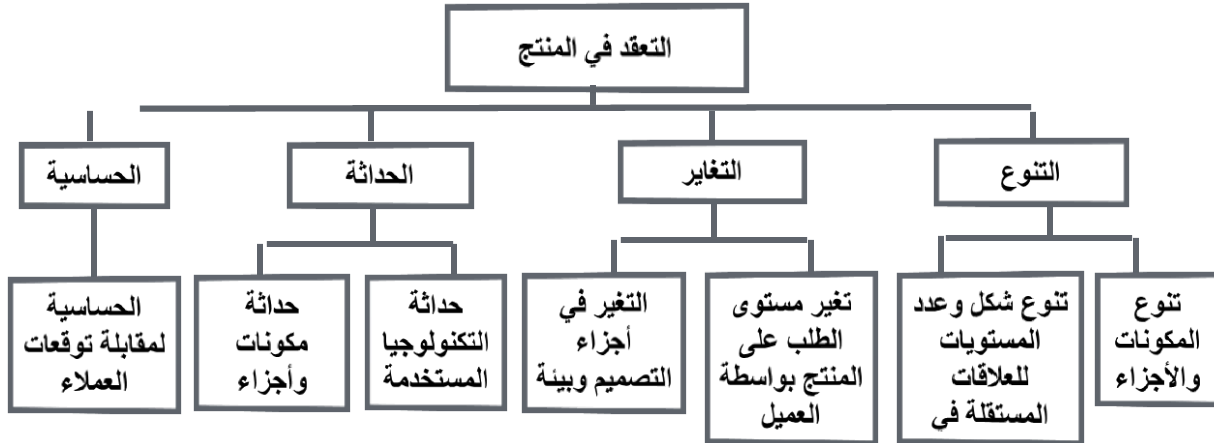 التعقد في المنتج
التنوع
التغاير
الحداثة
الحساسية
تنوع
المكونات
والأجزاء
تنوع شكل وعدد
المستويات
للعلاقات
المستقلة في
تغير مستوى
الطلب على
المنتج بواسطة
العميل
التغير في
أجزاء
التصميم وبيئة
حداثة
التكنولوجيا
المستخدمة
حداثة
مكونات
وأجزاء
الحساسية
لمقابلة توقعات
العملاء